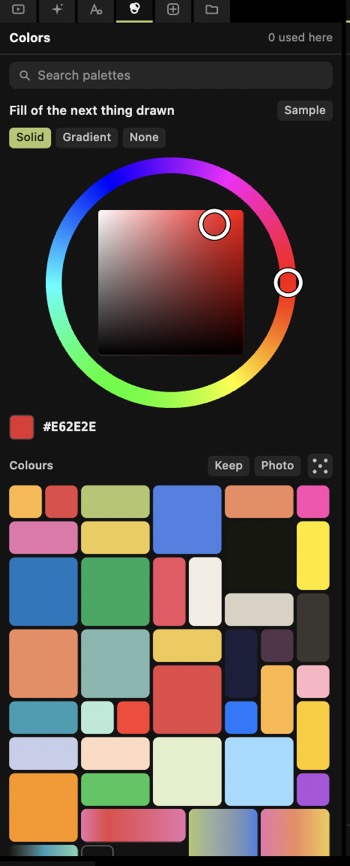 Colors
0 used here
Search palettes
Fill of the next thing drawn
Sample
Solid
Gradient
None
#E62E2E
Colours
Keep
Photo